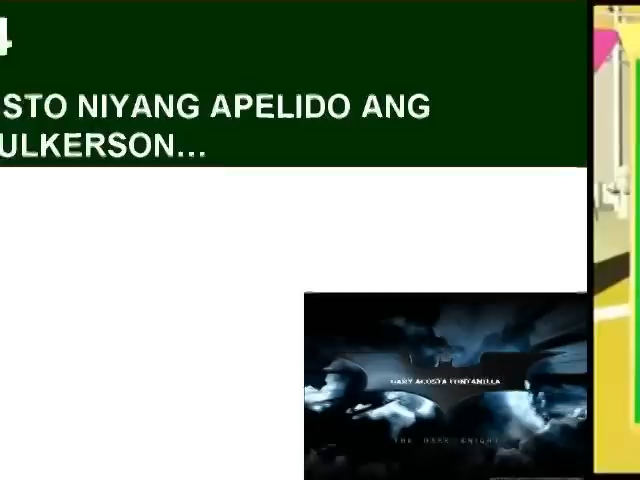 4
STO NIYANG APELIDO ANG
ULKERSON...
GARY ACOSTA FONTANILLA
THE DARK KNIGHT